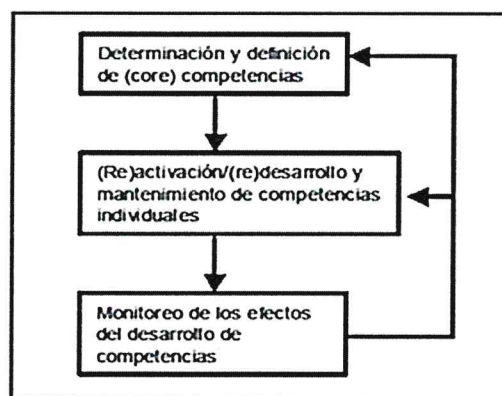 Determinación y definición
de (core) competencias
(Re)activación/(re)desarrollo y
mantenimiento de competencias
individuales
Monitoreo de los efectos
del desarrollo de
competencias